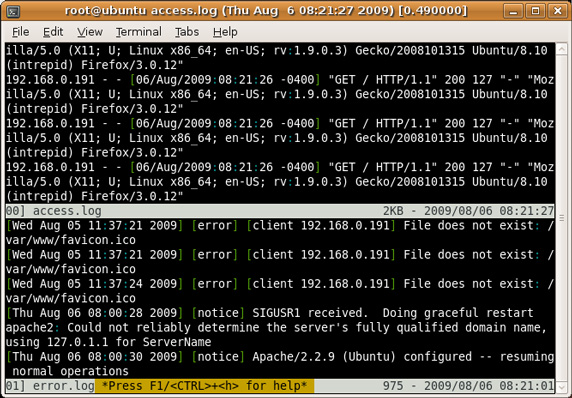 root@ubuntu access.log (Thu Aug  6 08:21:27 2009) [0.490000]
File Edit View Terminal Tabs Help
illa/5.0 (X11; U; Linux x86_64; en-US; rv:1.9.0.3) Gecko/2008101315 Ubuntu/8.10
(intrepid) Firefox/3.0.12"
192.168.0.191 - - [06/Aug/2009:08:21:26 -0400] "GET / HTTP/1.1" 200 127 "-" "Moz
illa/5.0 (X11; U; Linux x86_64; en-US; rv:1.9.0.3) Gecko/2008101315 Ubuntu/8.10
(intrepid) Firefox/3.0.12"
192.168.0.191 - - [06/Aug/2009:08:21:26 -0400] "GET / HTTP/1.1" 200 127 "-" "Moz
illa/5.0 (X11; U; Linux x86_64; en-US; rv:1.9.0.3) Gecko/2008101315 Ubuntu/8.10
(intrepid) Firefox/3.0.12"
192.168.0.191 - - [06/Aug/2009:08:21:26 -0400] "GET / HTTP/1.1" 200 127 "-" "Moz
illa/5.0 (X11; U; Linux x86_64; en-US; rv:1.9.0.3) Gecko/2008101315 Ubuntu/8.10
(intrepid) Firefox/3.0.12"
00] access.log 2KB - 2009/08/06 08:21:27
[Wed Aug 05 11:37:21 2009] [error] [client 192.168.0.191] File does not exist: /
var/www/favicon.ico
[Wed Aug 05 11:37:21 2009] [error] [client 192.168.0.191] File does not exist: /
var/www/favicon.ico
[Wed Aug 05 11:37:24 2009] [error] [client 192.168.0.191] File does not exist: /
var/www/favicon.ico
[Thu Aug 06 08:00:28 2009] [notice] SIGUSR1 received.  Doing graceful restart
apache2: Could not reliably determine the server's fully qualified domain name,
using 127.0.1.1 for ServerName
[Thu Aug 06 08:00:30 2009] [notice] Apache/2.2.9 (Ubuntu) configured -- resuming
normal operations
01] error.log *Press F1/<CTRL>+<h> for help* 975 - 2009/08/06 08:21:01